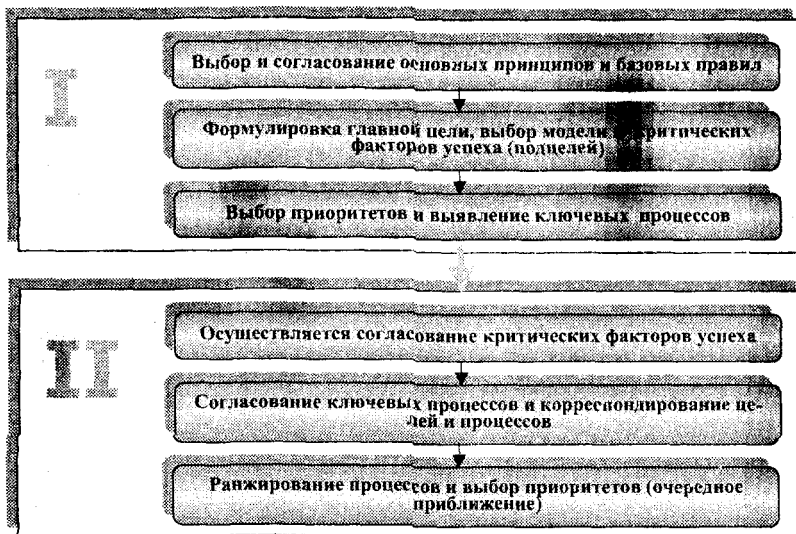 I
Выбор и согласование основных принципов и базовых правил
Формулировка главной цели, выбор модели и критических
факторов успеха (подцелей)
Выбор приоритетов и выявление ключевых процессов
II
Осуществляется согласование критических факторов успеха
Согласование ключевых процессов и корреспондирование це-
лей и процессов
Ранжирование процессов и выбор приоритетов (очередное
приближение)